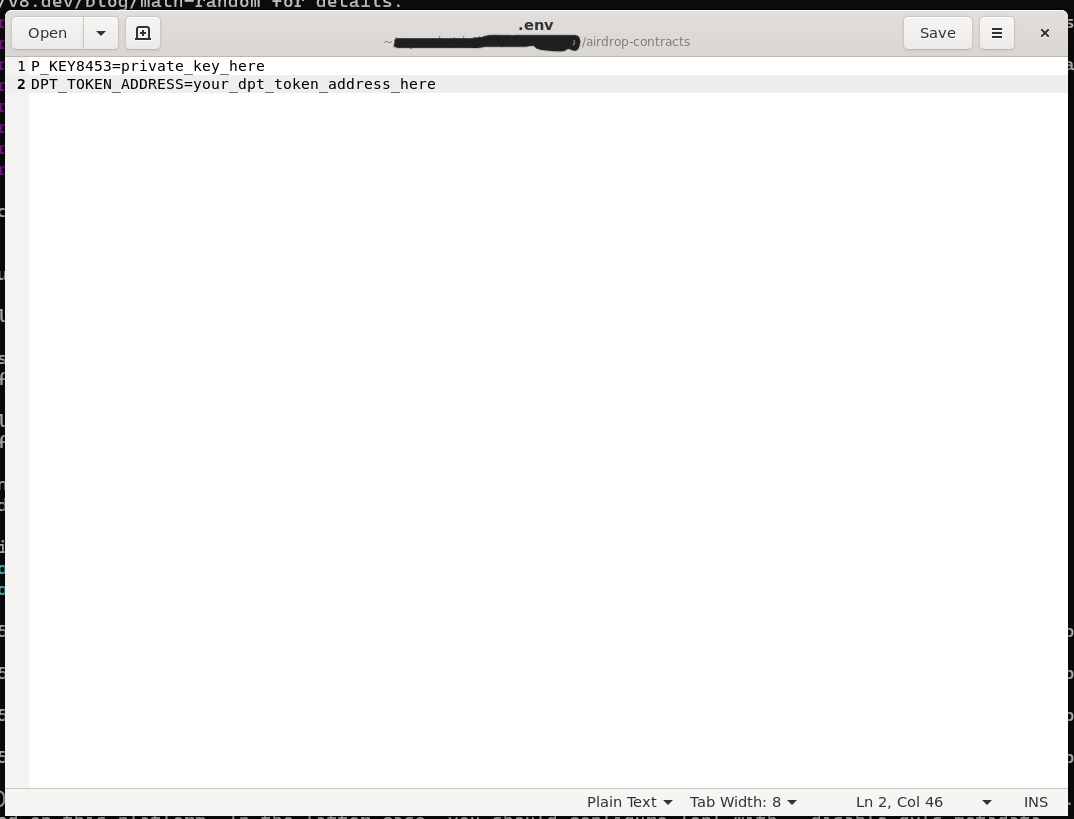 /v8.dev/blog/math-random for details.
Open
.env
/airdrop-contracts
Save
1 P_KEY8453=private_key_here
2 DPT_TOKEN_ADDRESS=your_dpt_token_address_here
Plain Text
Tab Width: 8
Ln 2, Col 46
INS